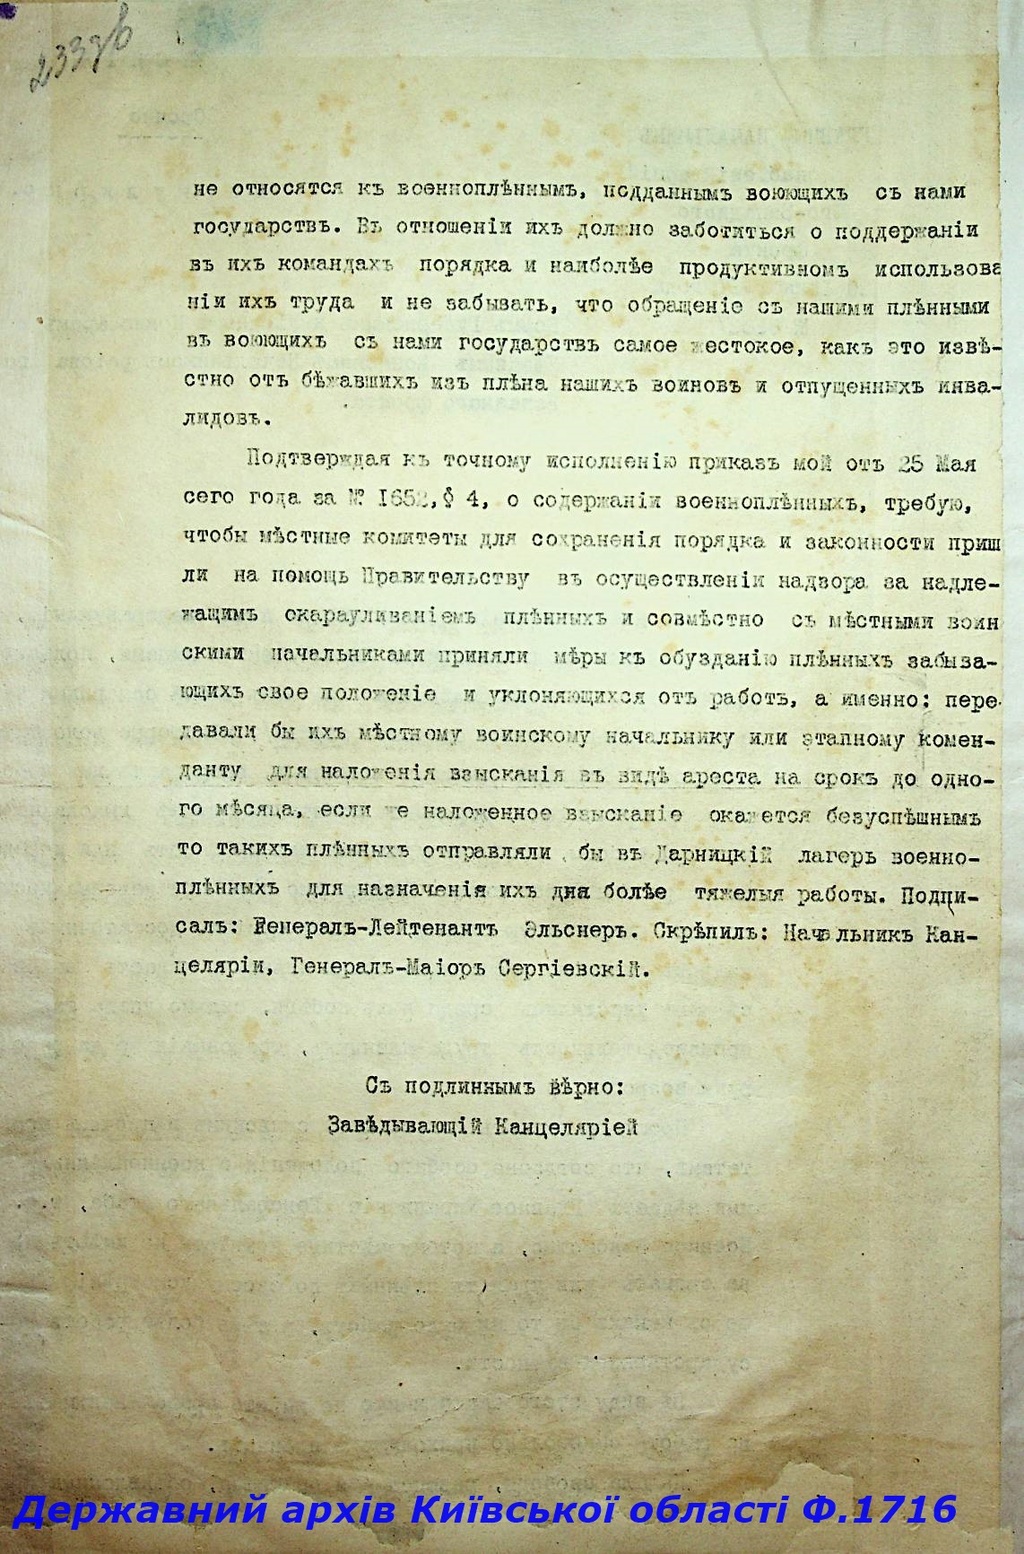 233зв
не относятся къ военноплѣннымъ, подданнымъ воюющихъ съ нами
государствъ. Въ отношеніи ихъ должно заботиться о поддержаніи
въ ихъ командахъ порядка и наиболѣе продуктивномъ использова
ніи ихъ труда и не забывать, что обращеніе съ нашими плѣнными
въ воюющихъ съ нами государствъ самое жестокое, какъ это извѣ-
стно отъ бѣжавшихъ изъ плѣна нашихъ воиновъ и отпущенныхъ инва-
лидовъ.
Подтверждая къ точному исполненію приказъ мой отъ 25 Мая
сего года за № 1652,§ 4, о содержаніи военноплѣнныхъ, требую,
чтобы мѣстные комитеты для сохраненія порядка и законности приш
ли на помощь Правительству въ осуществленіи надзора за надле-
жащимъ окарауливаніемъ плѣнныхъ и совмѣстно съ мѣстными воин
скими начальниками приняли мѣры къ обузданію плѣнныхъ забыва-
ющихъ свое положеніе и уклоняющихся отъ работъ, а именно: пере-
давали бы ихъ мѣстному воинскому начальнику или этапному комен-
данту для наложенія взысканія въ видѣ ареста на срокъ до одно-
го мѣсяца, если же наложенное взысканіе окажется безуспѣшнымъ
то такихъ плѣнныхъ отправляли бы въ Дарницкій лагерь военно-
плѣнныхъ для назначенія ихъ дна болѣе тяжелыя работы. Подпи-
салъ: Генералъ-Лейтенантъ Эльснеръ. Скрѣпилъ: Начальникъ Кан-
целяріи, Генералъ-Маіоръ Сергіевскій.
Съ подлиннымъ вѣрно:
Завѣдывающій Канцеляріей
Державний архів Київської області Ф.1716